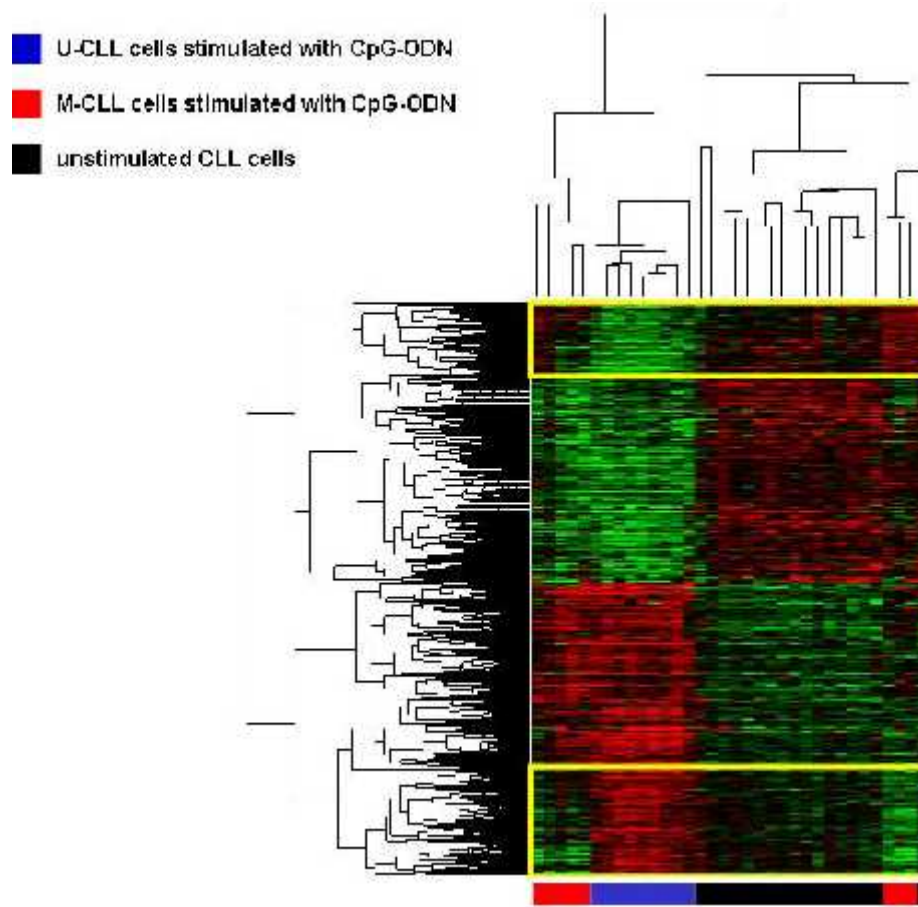 U-CLL cells stimulated with CpG-ODN
M-CLL cells stimulated with CpG-ODN
unstimulated CLL cells